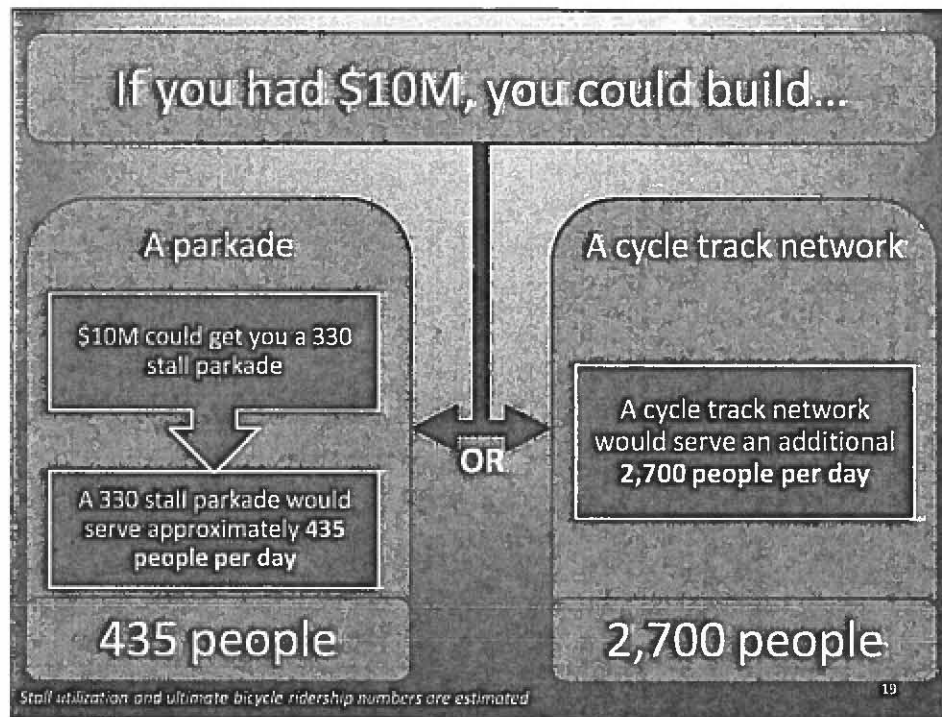 If you had $10M, you could build...
A parkade
$10M could get you a 330
stall parkade
A 330 stall parkade would
serve approximately 435
people per day
435 people
OR
A cycle track network
A cycle track network
would serve an additional
2,700 people per day
2,700 people
Stall utilization and ultimate bicycle ridership numbers are estimated
19